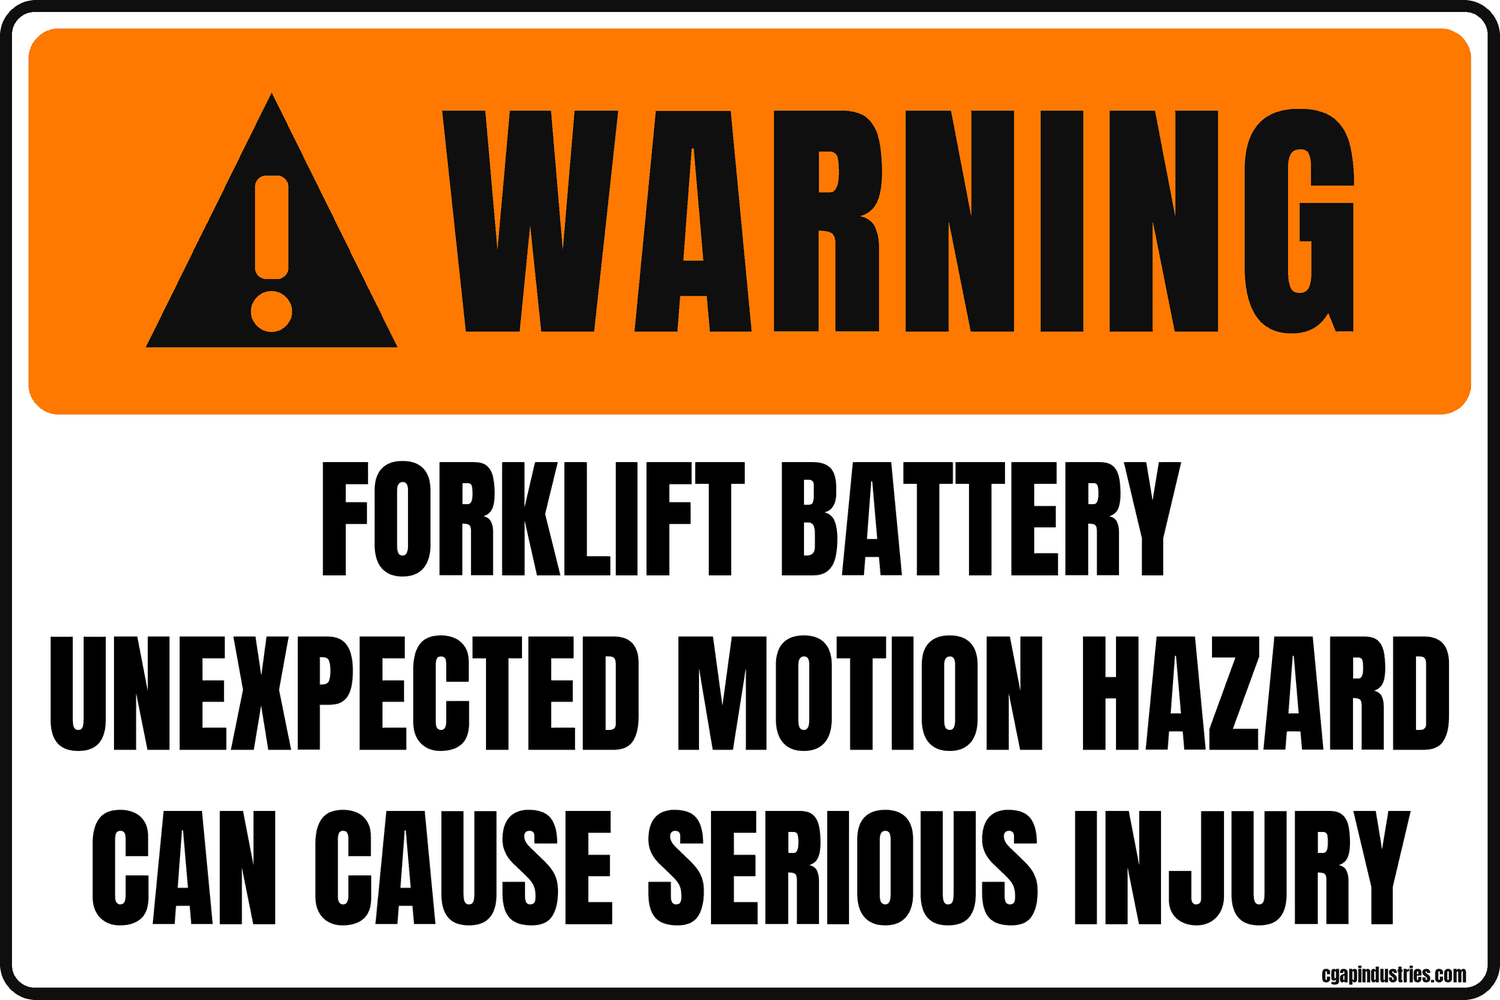 WARNING
FORKLIFT BATTERY
UNEXPECTED MOTION HAZARD
CAN CAUSE SERIOUS INJURY
cgapindustries.com